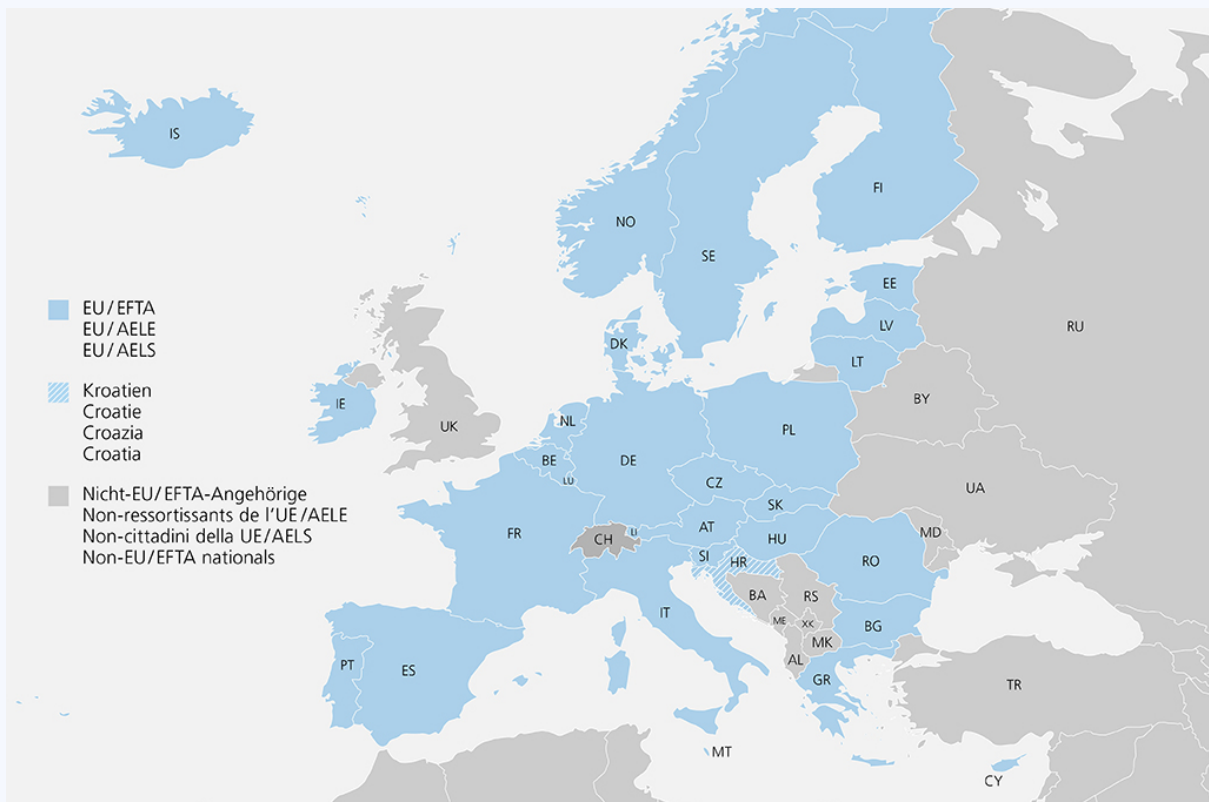 IS
NO
SE
FI
EU/EFTA
EU/AELE
EU/AELS
Kroatien
Croatie
Croazia
Croatia
Nicht-EU/EFTA-Angehörige
Non-ressortissants de l'UE/AELE
Non-cittadini della UE/AELS
Non-EU/EFTA nationals
EE
LV
LT
RU
DK
IE
UK
NL
BE
LU
DE
PL
BY
CZ
SK
UA
FR
CH
LI
AT
HU
MD
SI
HR
RO
BA
RS
IT
ME
XK
BG
MK
AL
PT
ES
GR
TR
MT
CY